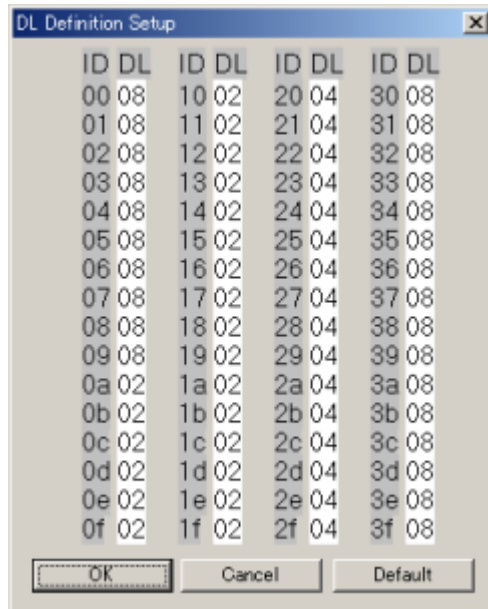 DL Definition Setup
ID DL ID DL ID DL ID DL
00 08 10 02 20 04 30 08
01 08 11 02 21 04 31 08
02 08 12 02 22 04 32 08
03 08 13 02 23 04 33 08
04 08 14 02 24 04 34 08
05 08 15 02 25 04 35 08
06 08 16 02 26 04 36 08
07 08 17 02 27 04 37 08
08 08 18 02 28 04 38 08
09 08 19 02 29 04 39 08
0a 02 1a 02 2a 04 3a 08
0b 02 1b 02 2b 04 3b 08
0c 02 1c 02 2c 04 3c 08
0d 02 1d 02 2d 04 3d 08
0e 02 1e 02 2e 04 3e 08
0f 02 1f 02 2f 04 3f 08
OK Cancel Default